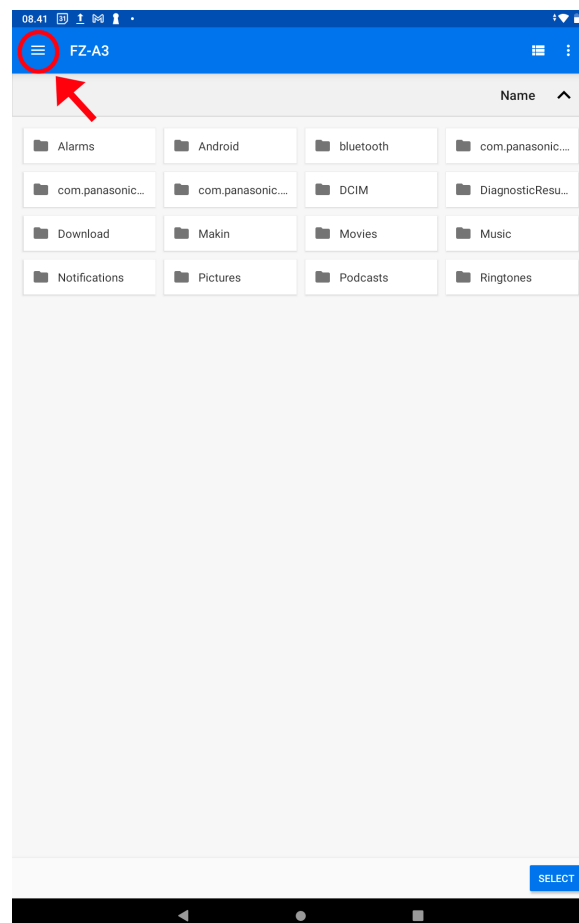 08.41 31
FZ-A3
Name
Alarms Android bluetooth com.panasonic....
com.panasonic... com.panasonic.... DCIM DiagnosticResu...
Download Makin Movies Music
Notifications Pictures Podcasts Ringtones
SELECT